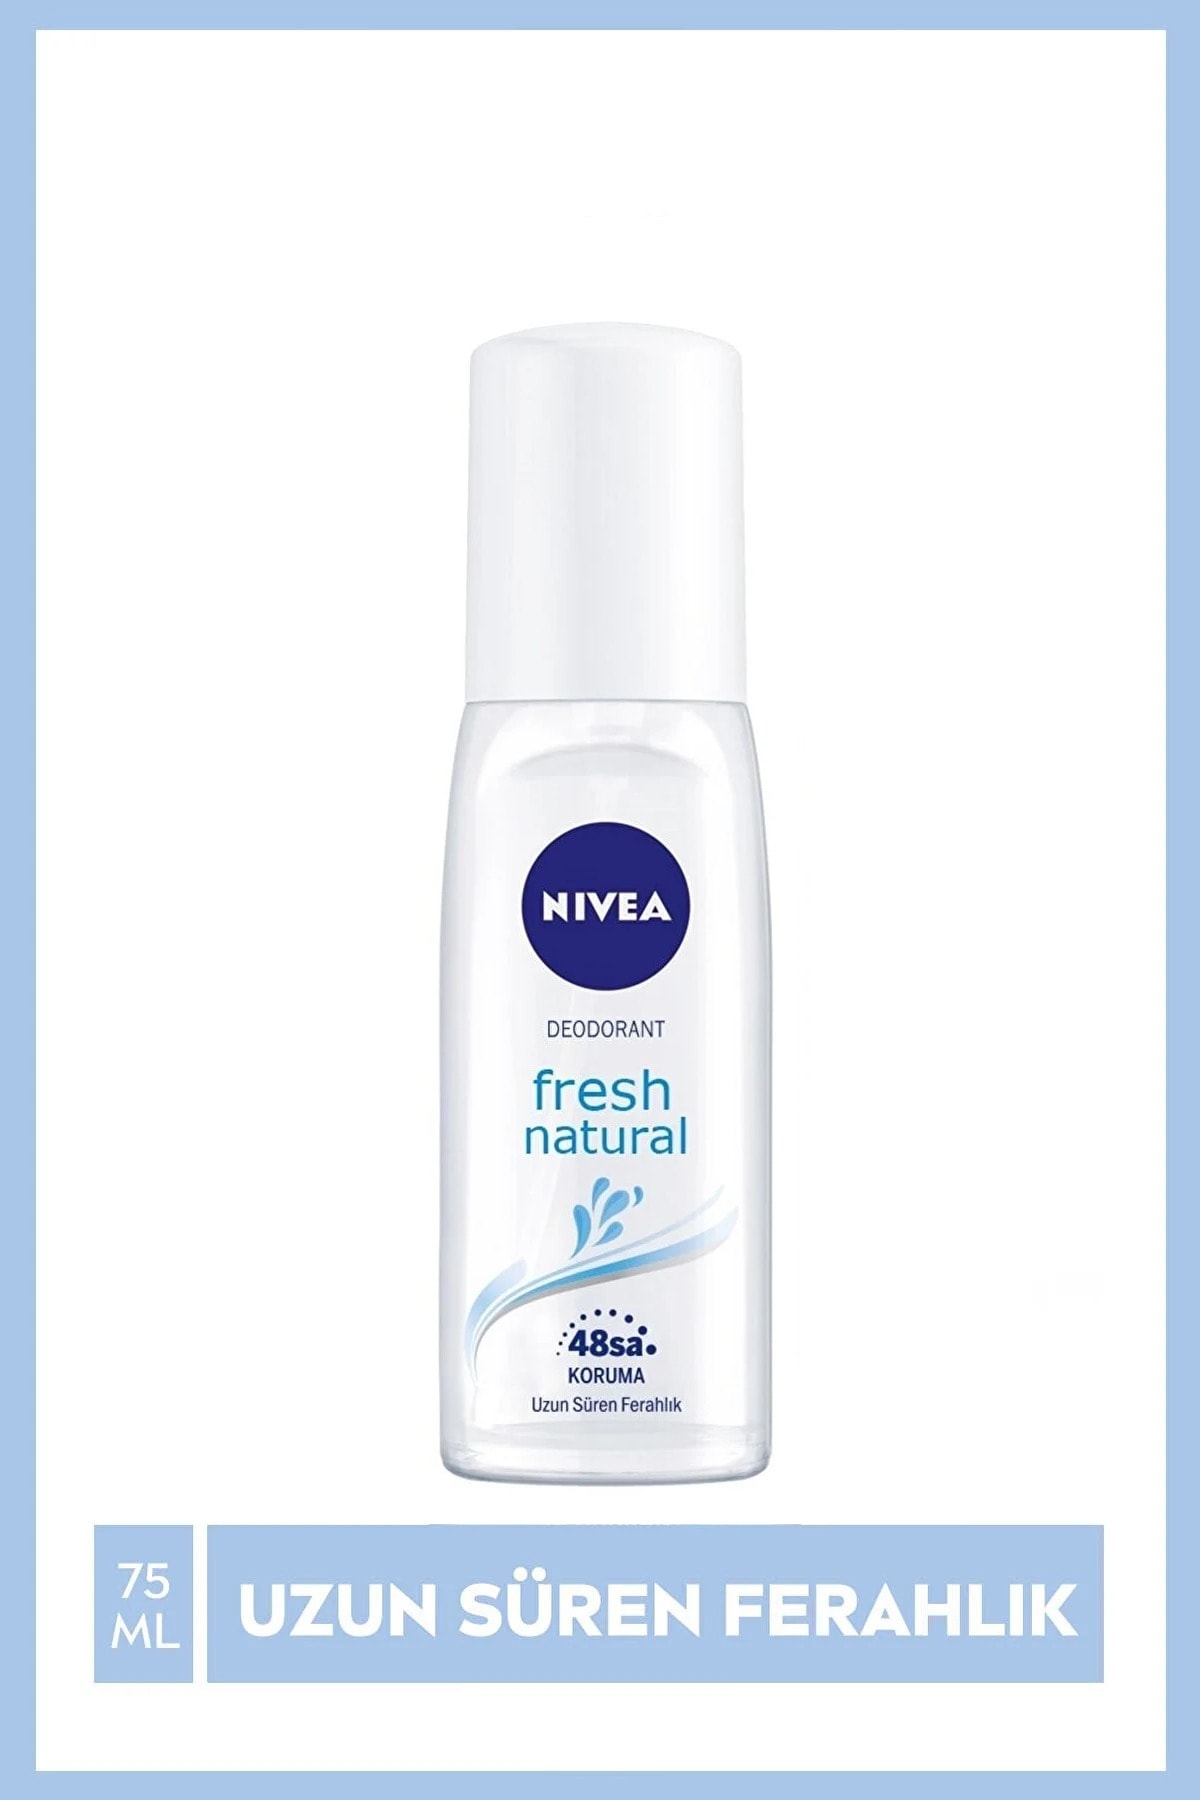 NIVEA
DEODORANT
fresh
natural
48sa.
KORUMA
Uzun Süren Ferahlık
75
ML
UZUN SÜREN FERAHLIK